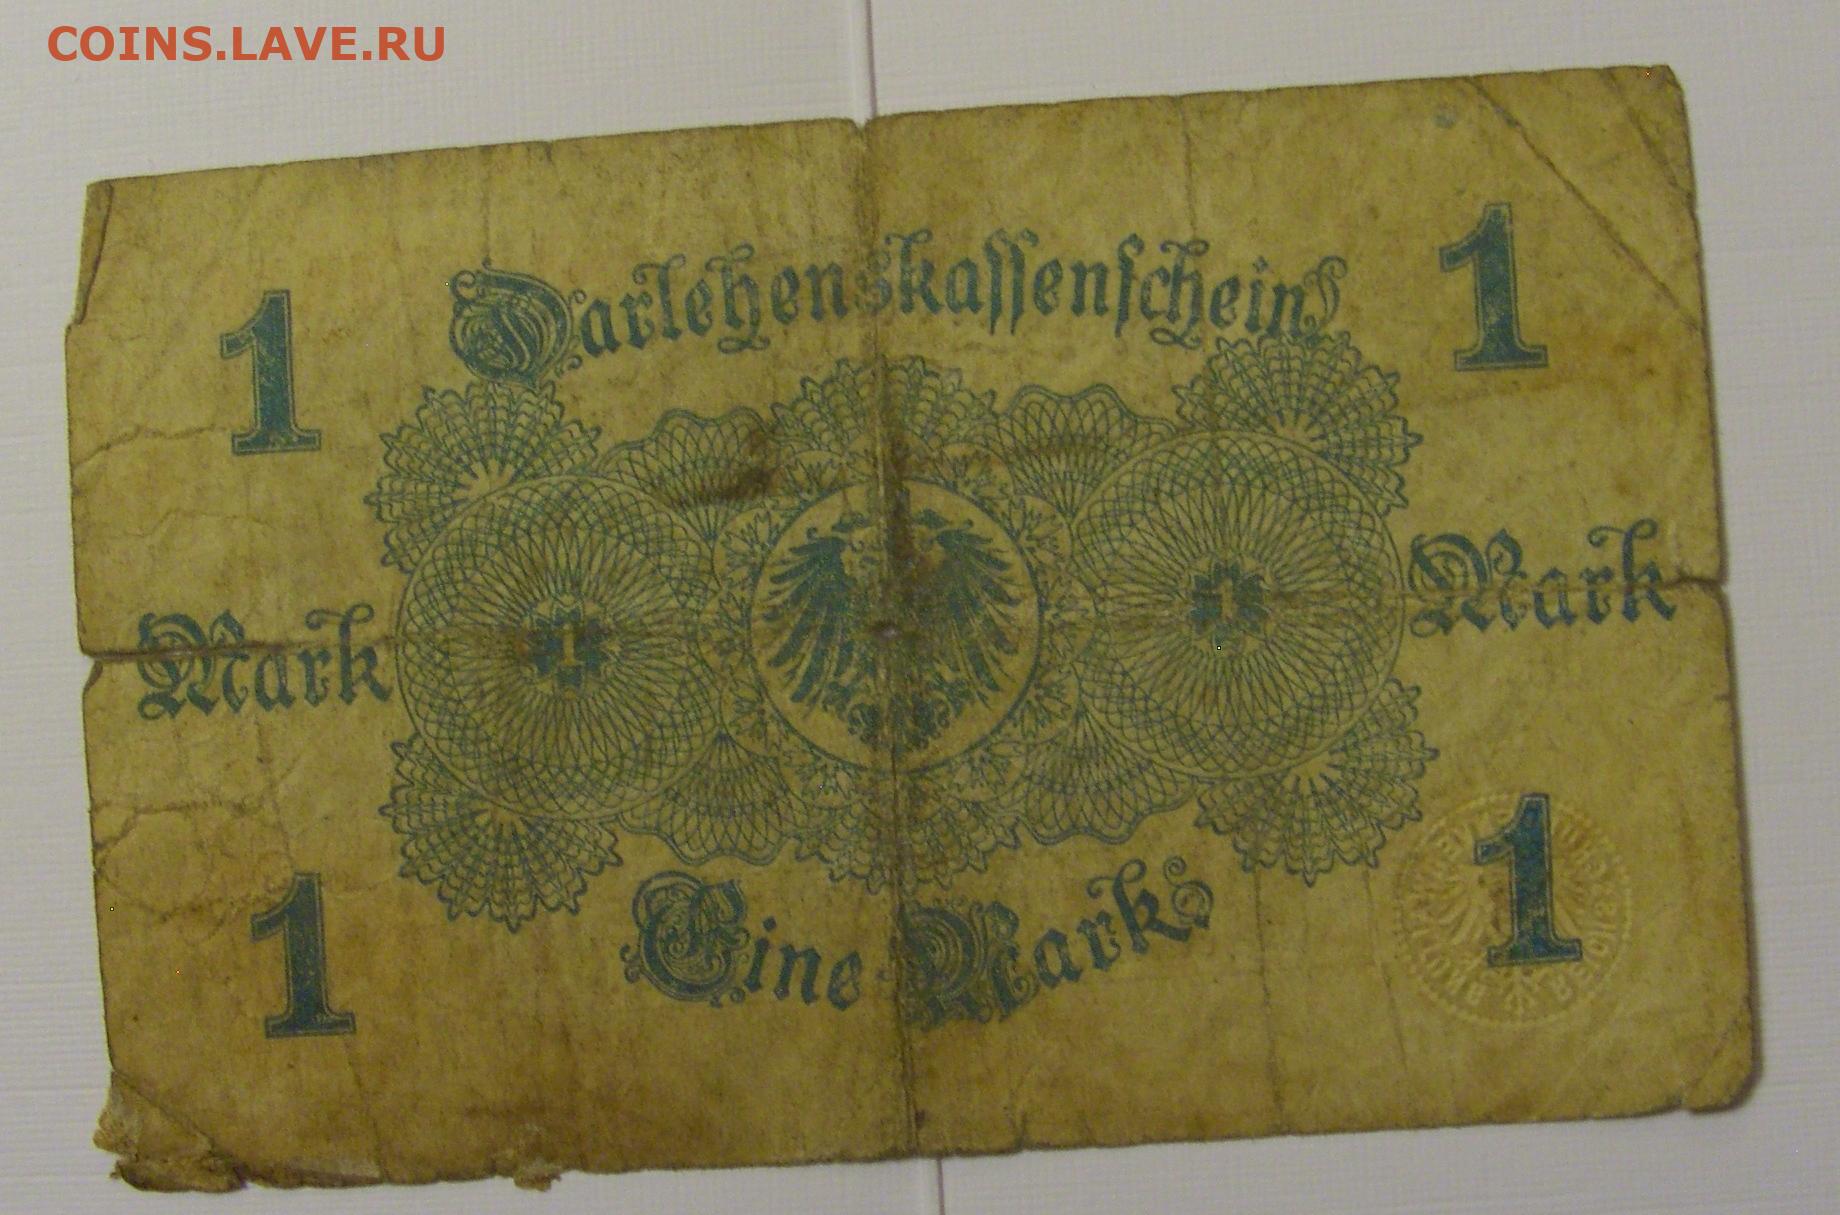 COINS.LAVE.RU
Darlehenskassenschein
1 1
Mark 1 1 Mark
Eine Mark
1 1